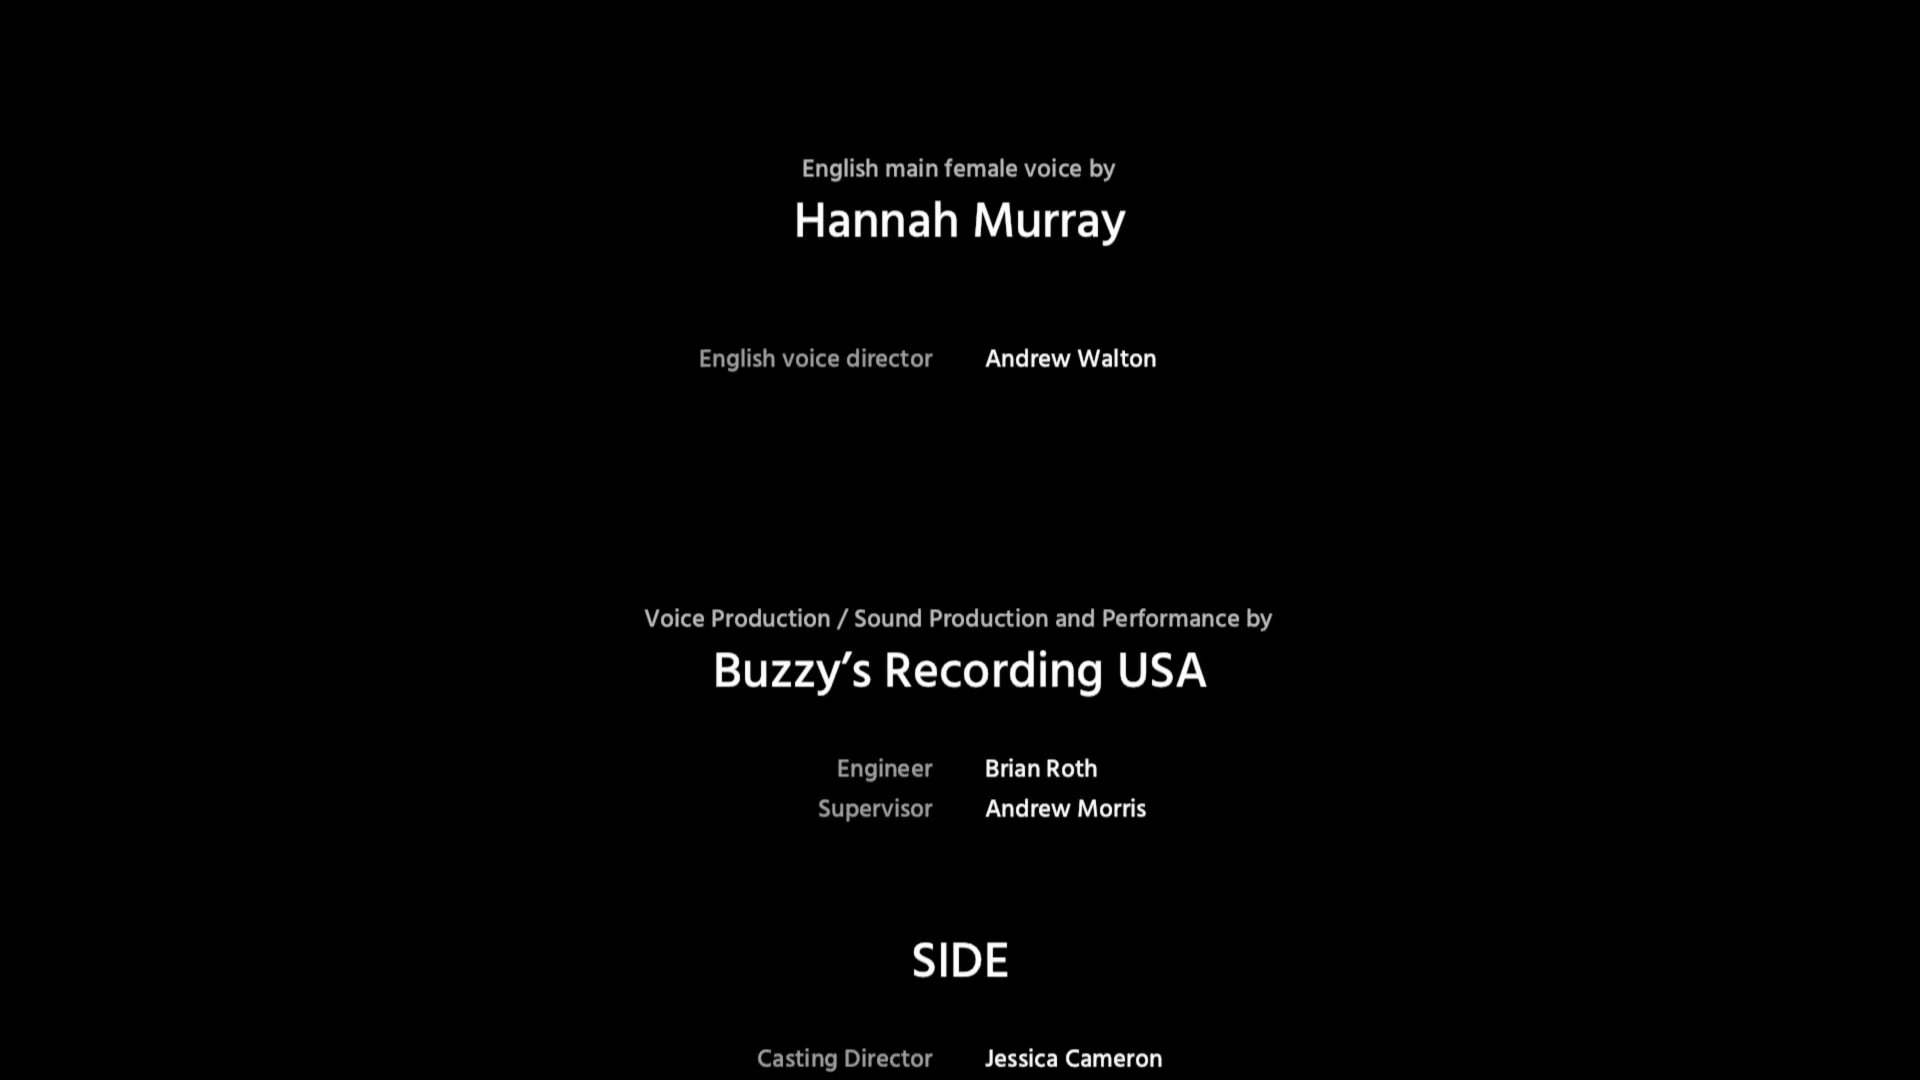 English main female voice by
Hannah Murray
English voice director Andrew Walton
Voice Production / Sound Production and Performance by
Buzzy’s Recording USA
Engineer Brian Roth
Supervisor Andrew Morris
SIDE
Casting Director Jessica Cameron